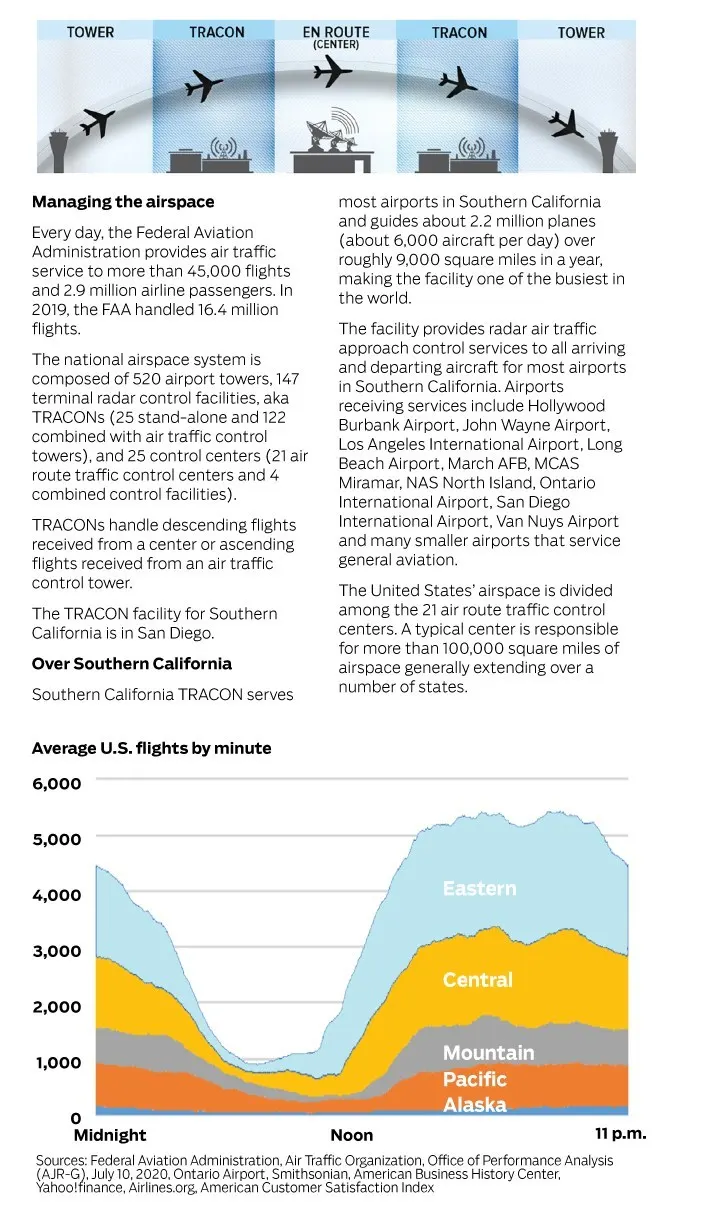 TOWER
TRACON
EN ROUTE
(CENTER)
TRACON
TOWER
Managing the airspace
Every day, the Federal Aviation
Administration provides air traffic
service to more than 45,000 flights
and 2.9 million airline passengers. In
2019, the FAA handled 16.4 million
flights.
The national airspace system is
composed of 520 airport towers, 147
terminal radar control facilities, aka
TRACONs (25 stand-alone and 122
combined with air traffic control
towers), and 25 control centers (21 air
route traffic control centers and 4
combined control facilities).
TRACONs handle descending flights
received from a center or ascending
flights received from an air traffic
control tower.
The TRACON facility for Southern
California is in San Diego.
Over Southern California
Southern California TRACON serves
most airports in Southern California
and guides about 2.2 million planes
(about 6,000 aircraft per day) over
roughly 9,000 square miles in a year,
making the facility one of the busiest in
the world.
The facility provides radar air traffic
approach control services to all arriving
and departing aircraft for most airports
in Southern California. Airports
receiving services include Hollywood
Burbank Airport, John Wayne Airport,
Los Angeles International Airport, Long
Beach Airport, March AFB, MCAS
Miramar, NAS North Island, Ontario
International Airport, San Diego
International Airport, Van Nuys Airport
and many smaller airports that service
general aviation.
The United States’ airspace is divided
among the 21 air route traffic control
centers. A typical center is responsible
for more than 100,000 square miles of
airspace generally extending over a
number of states.
Average U.S. flights by minute
6,000
5,000
4,000
3,000
2,000
1,000
0
Eastern
Central
Mountain
Pacific
Alaska
Midnight
Noon
11 p.m.
Sources: Federal Aviation Administration, Air Traffic Organization, Office of Performance Analysis
(AJR-G), July 10, 2020, Ontario Airport, Smithsonian, American Business History Center,
Yahoo!finance, Airlines.org, American Customer Satisfaction Index